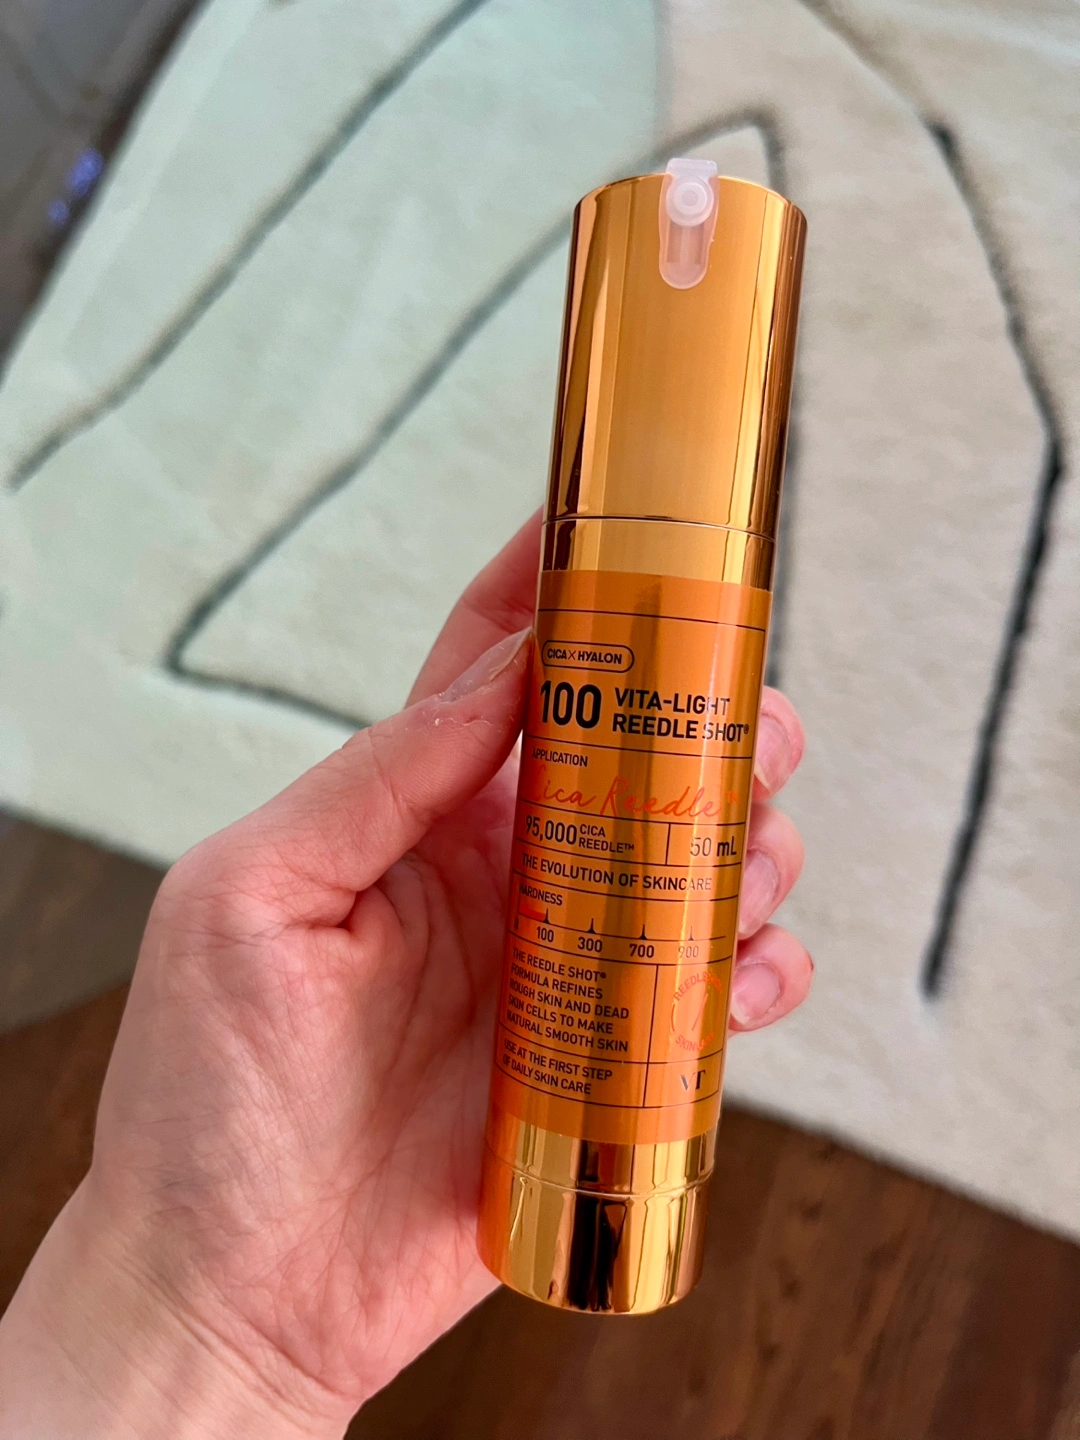 CICA×HYALON
100 VITA-LIGHT
REEDLE SHOT®
APPLICATION
Cica Reedle™
95,000 CICA
REEDLE™
50 mL
THE EVOLUTION OF SKINCARE
HARDNESS
100 300 700 900
THE REEDLE SHOT®
FORMULA REFINES
ROUGH SKIN AND DEAD
SKIN CELLS TO MAKE
NATURAL SMOOTH SKIN
USE AT THE FIRST STEP
OF DAILY SKIN CARE
VT